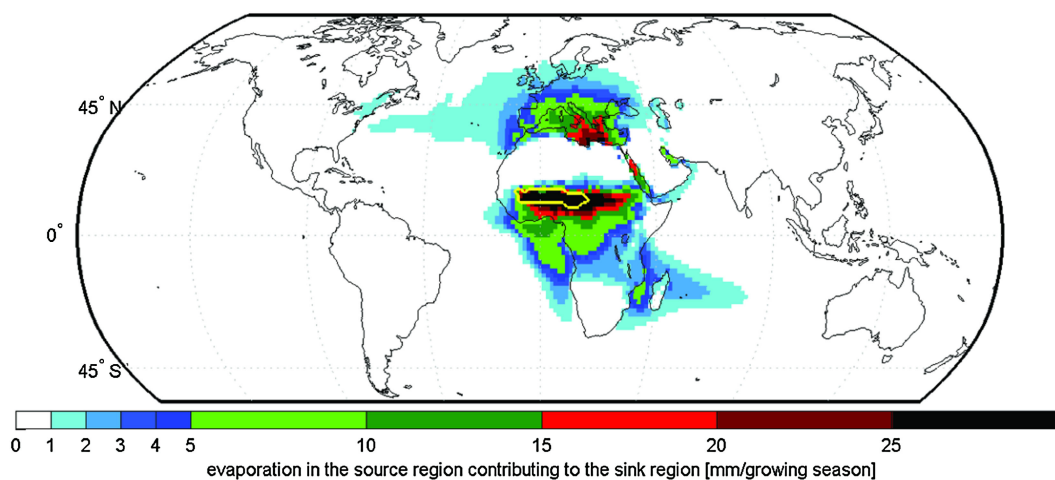 45° N
0°
45° S
0 1 2 3 4 5 10 15 20 25
evaporation in the source region contributing to the sink region [mm/growing season]